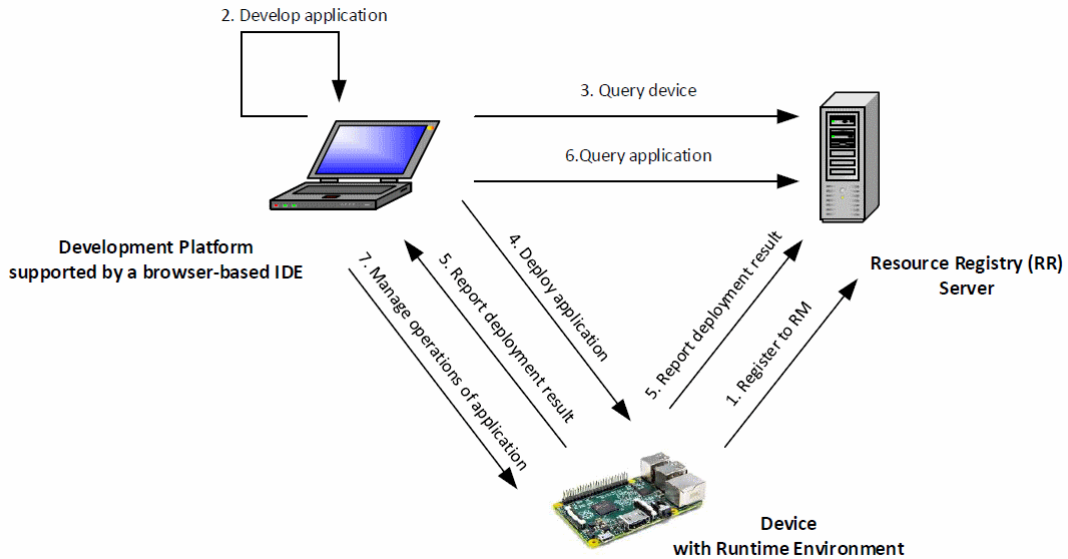 2. Develop application
3. Query device
6.Query application
Development Platform
supported by a browser-based IDE
Resource Registry (RR)
Server
4. Deploy application
5. Report deployment result
7. Manage operations of application
5. Report deployment result
1. Register to RM
Device
with Runtime Environment